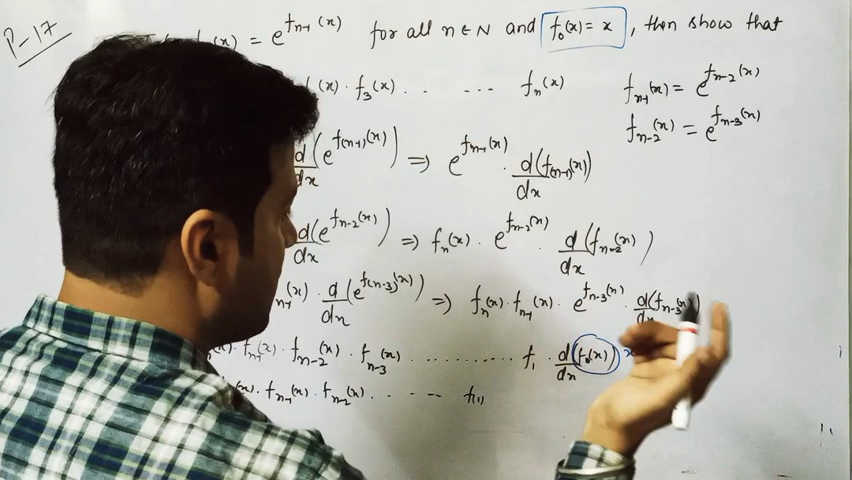 P-17
(x) = e^{f_{n-1}(x)} for all n ∈ N and f_0(x) = x, then show that
(x) · f_3(x) . . ... f_n(x)
f_{n-1}(x) = e^{f_{n-2}(x)}
f_{n-2}(x) = e^{f_{n-3}(x)}
d/dx (e^{f_{(n-1)}(x)}) ⇒ e^{f_{n-1}(x)} · d(f_{(n-1)}(x))/dx
d/dx (e^{f_{n-2}(x)}) ⇒ f_n(x) · e^{f_{n-2}(x)} · d/dx (f_{n-2}(x))
(x) · d/dx (e^{f_{(n-3)}(x)}) ⇒ f_n(x) · f_{n-1}(x) · e^{f_{n-3}(x)} · d(f_{n-3}(x))/dx
· f_{n-1}(x) · f_{n-2}(x) · f_{n-3}(x) .......... f_1 · d/dx (f_0(x))
(x) · f_{n-1}(x) · f_{n-2}(x) . . . .